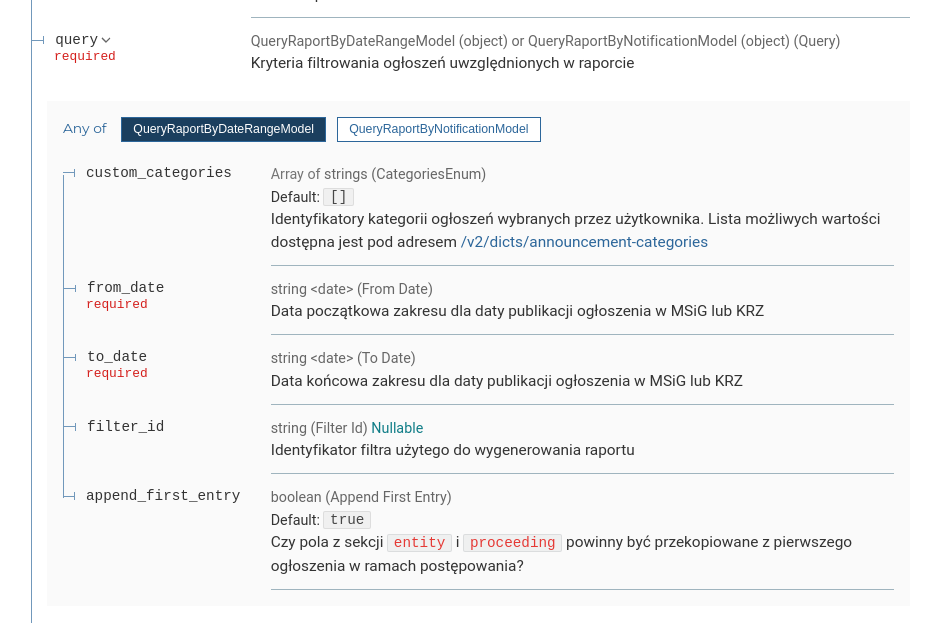 query QueryRaportByDateRangeModel (object) or QueryRaportByNotificationModel (object) (Query)
required Kryteria filtrowania ogłoszeń uwzględnionych w raporcie
Any of QueryRaportByDateRangeModel QueryRaportByNotificationModel
custom_categories Array of strings (CategoriesEnum)
Default: []
Identyfikatory kategorii ogłoszeń wybranych przez użytkownika. Lista możliwych wartości
dostępna jest pod adresem /v2/dicts/announcement-categories
from_date string <date> (From Date)
required Data początkowa zakresu dla daty publikacji ogłoszenia w MSiG lub KRZ
to_date string <date> (To Date)
required Data końcowa zakresu dla daty publikacji ogłoszenia w MSiG lub KRZ
filter_id string (Filter Id) Nullable
Identyfikator filtra użytego do wygenerowania raportu
append_first_entry boolean (Append First Entry)
Default: true
Czy pola z sekcji entity i proceeding powinny być przekopiowane z pierwszego
ogłoszenia w ramach postępowania?